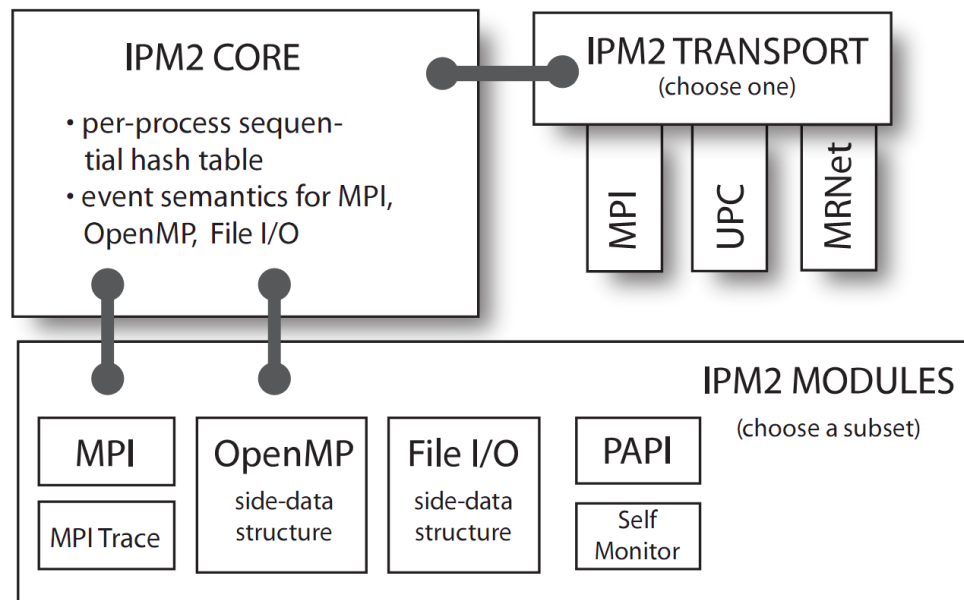 IPM2 CORE
• per-process sequen-
tial hash table
• event semantics for MPI,
OpenMP, File I/O
IPM2 TRANSPORT
(choose one)
MPI
UPC
MRNet
IPM2 MODULES
(choose a subset)
MPI
MPI Trace
OpenMP
side-data
structure
File I/O
side-data
structure
PAPI
Self
Monitor